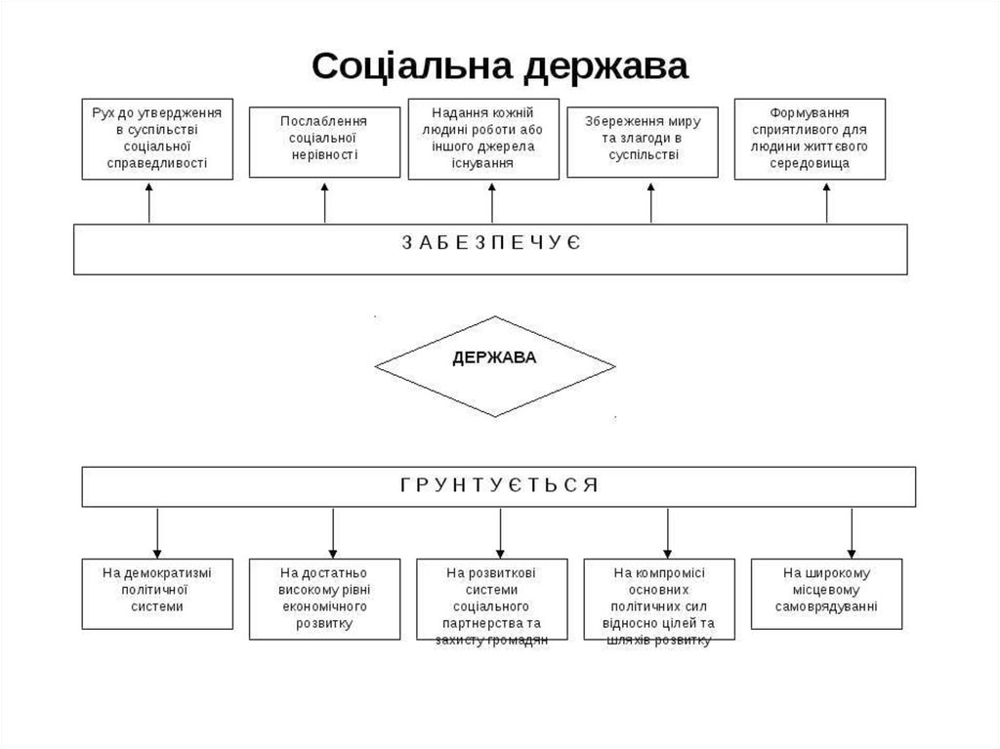 Соціальна держава
Рух до утвердження
в суспільстві
соціальної
справедливості
Послаблення
соціальної
нерівності
Надання кожній
людині роботи або
іншого джерела
існування
Збереження миру
та злагоди в
суспільстві
Формування
сприятливого для
людини життєвого
середовища
З А Б Е З П Е Ч У Є
ДЕРЖАВА
Г Р У Н Т У Є Т Ь С Я
На демократизмі
політичної
системи
На достатньо
високому рівні
економічного
розвитку
На розвиткові
системи
соціального
партнерства та
захисту громадян
На компромісі
основних
політичних сил
відносно цілей та
шляхів розвитку
На широкому
місцевому
самоврядуванні